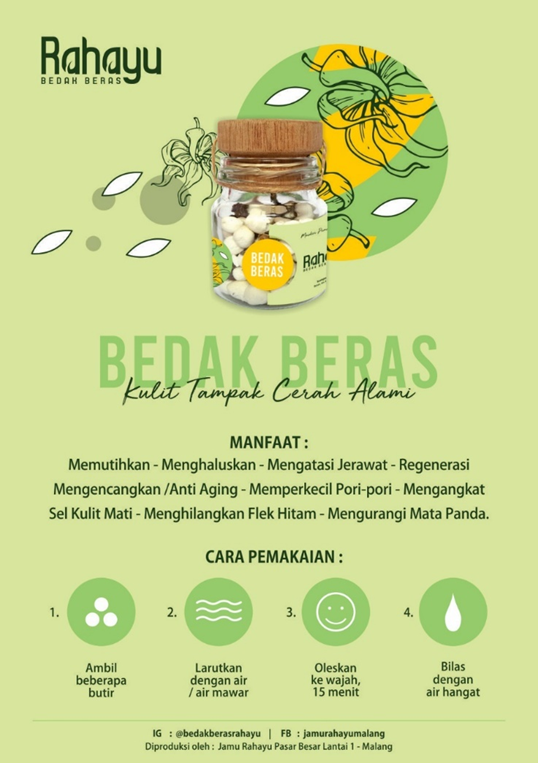 Rahayu
BEDAK BERAS
BEDAK
BERAS
BEDAK BERAS
Kulit Tampak Cerah Alami
MANFAAT :
Memutihkan - Menghaluskan - Mengatasi Jerawat - Regenerasi
Mengencangkan /Anti Aging - Memperkecil Pori-pori - Mengangkat
Sel Kulit Mati - Menghilangkan Flek Hitam - Mengurangi Mata Panda.
CARA PEMAKAIAN :
1.
Ambil
beberapa
butir
2.
Larutkan
dengan air
/ air mawar
3.
Oleskan
ke wajah,
15 menit
4.
Bilas
dengan
air hangat
IG : @bedakberasrahayu | FB : jamurahayumalang
Diproduksi oleh : Jamu Rahayu Pasar Besar Lantai 1 - Malang